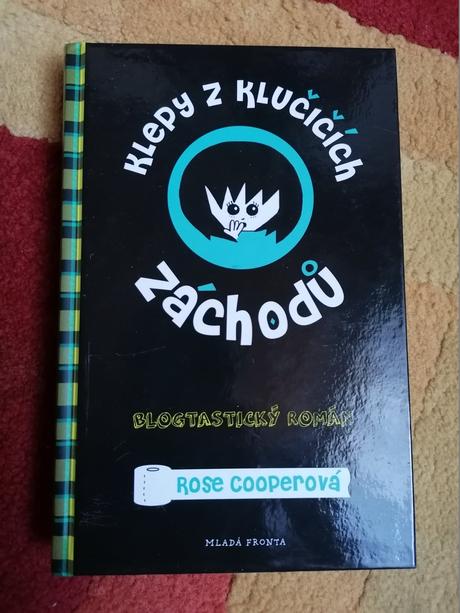 Klepy z klučičích
záchodů
BLOGTASTICKÝ ROMÁN
Rose Cooperová
MLADÁ FRONTA